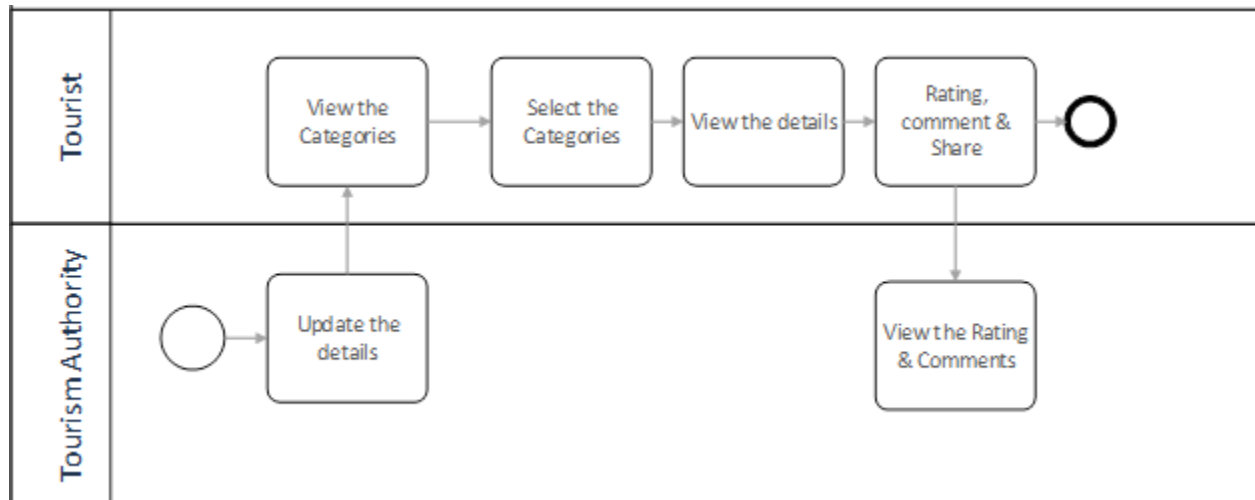 Tourist
View the
Categories
Select the
Categories
View the details
Rating,
comment &
Share
Tourism Authority
Update the
details
View the Rating
& Comments